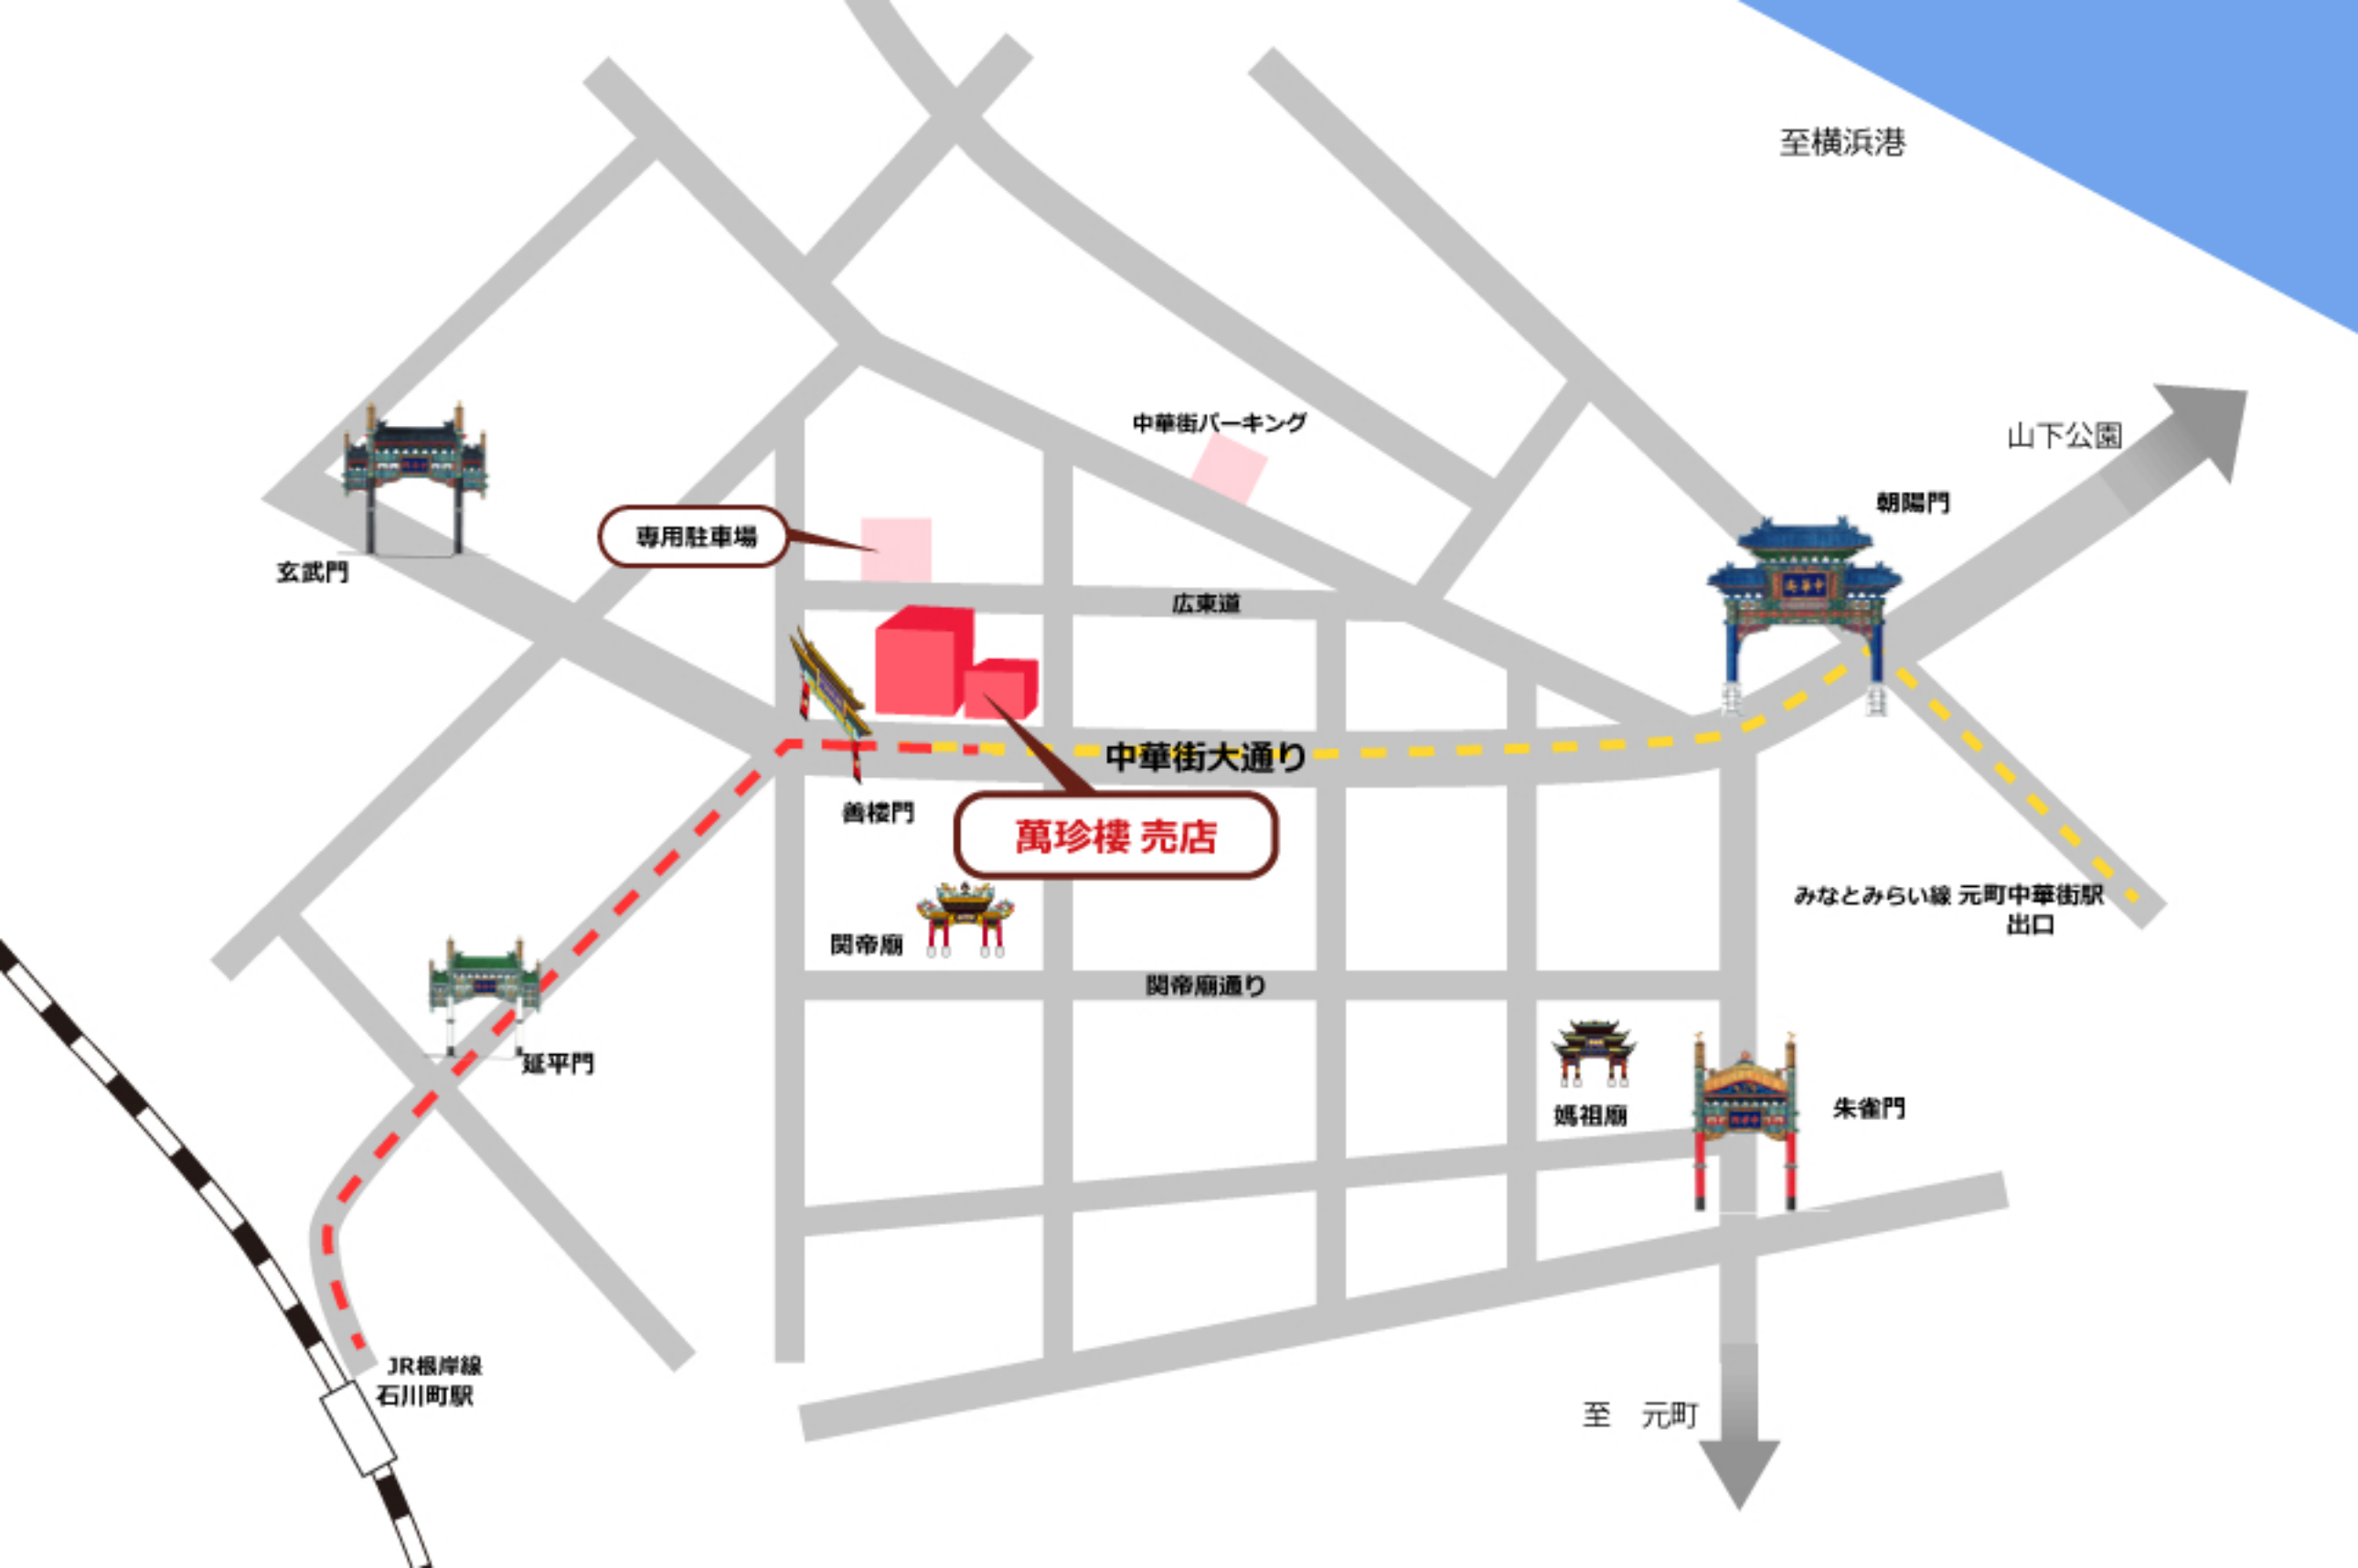 至横浜港
中華街パーキング
山下公園
朝陽門
専用駐車場
玄武門
広東道
中華街大通り
善楼門
萬珍樓 売店
みなとみらい線 元町中華街駅
出口
関帝廟
関帝廟通り
延平門
媽祖廟
朱雀門
JR根岸線
石川町駅
至　元町